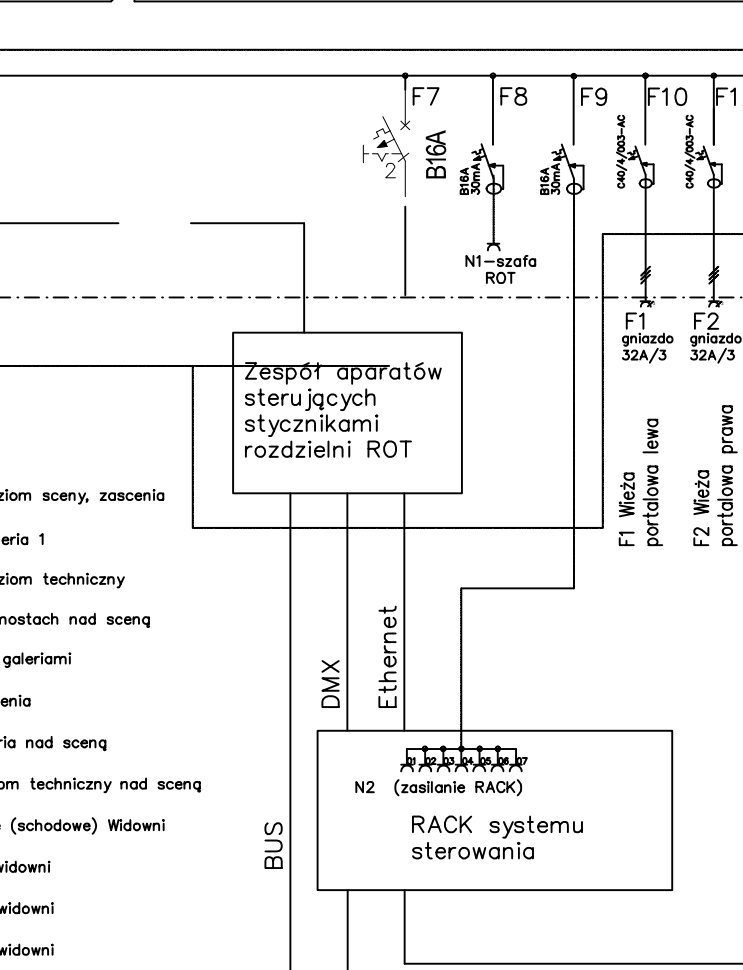 F7
F8
F9
F10
F1
B16A
2
B16A
30mA
B16A
30mA
C40/4/003-AC
C40/4/003-AC
N1-szafa
ROT
F1
gniazdo
32A/3
F2
gniazdo
32A/3
Zespół aparatów
sterujących
stycznikami
rozdzielni ROT
F1 Wieża
portalowa lewa
F2 Wieża
portalowa prawa
ziom sceny, zascenia
eria 1
ziom techniczny
mostach nad sceną
galeriami
enia
ria nad sceną
om techniczny nad sceną
e (schodowe) Widowni
widowni
widowni
widowni
BUS
DMX
Ethernet
01 02 03 04 05 06 07
N2 (zasilanie RACK)
RACK systemu
sterowania